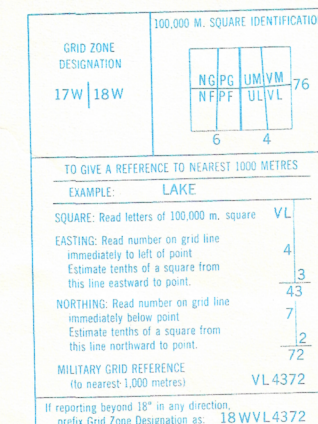 100,000 M. SQUARE IDENTIFICATIO
GRID ZONE
DESIGNATION
17W 18W
NG PG UM VM
76
NF PF UL VL
6 4
TO GIVE A REFERENCE TO NEAREST 1000 METRES
EXAMPLE: LAKE
SQUARE: Read letters of 100,000 m. square VL
EASTING: Read number on grid line
immediately to left of point 4
Estimate tenths of a square from
this line eastward to point. 3
43
NORTHING: Read number on grid line
immediately below point 7
Estimate tenths of a square from
this line northward to point. 2
72
MILITARY GRID REFERENCE
(to nearest 1,000 metres) VL4372
If reporting beyond 18° in any direction,
prefix Grid Zone Designation as: 18WVL4372